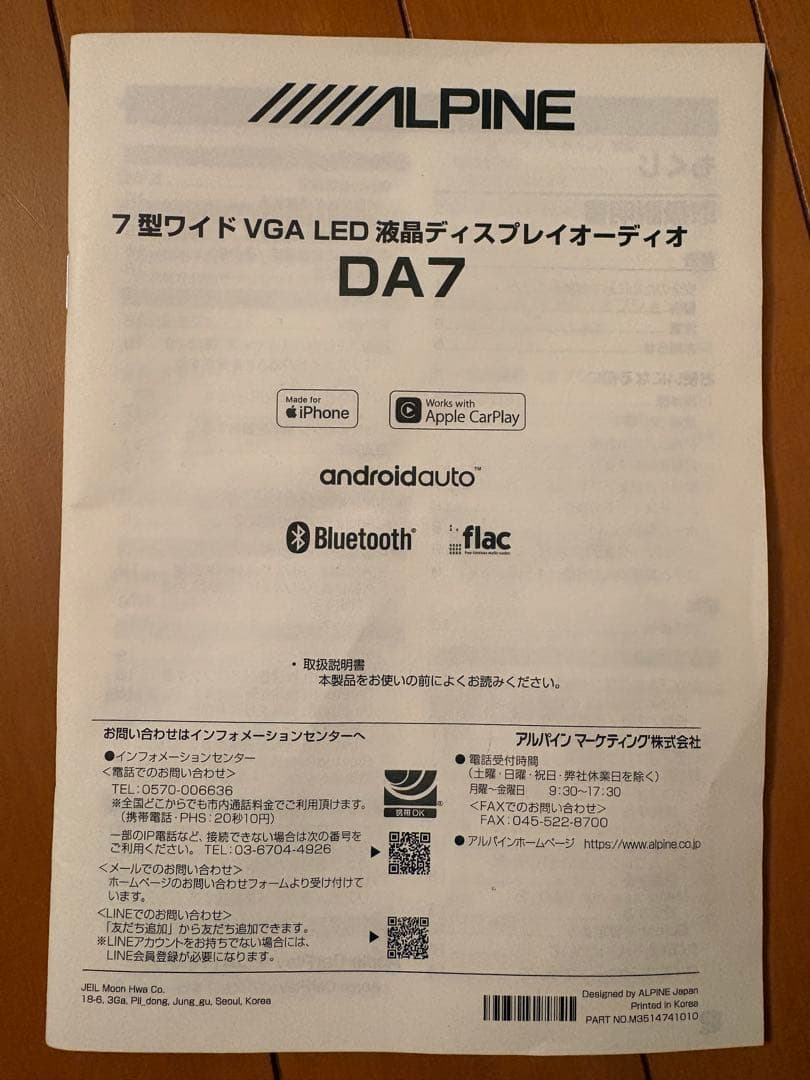 ALPINE
7型ワイド VGA LED 液晶ディスプレイオーディオ
DA7
Made for
iPhone
Works with
Apple CarPlay
androidauto™
Bluetooth®
flac
free lossless audio codec
・取扱説明書
本製品をお使いの前によくお読みください。
お問い合わせはインフォメーションセンターへ
●インフォメーションセンター
<電話でのお問い合わせ>
TEL:0570-006636
※全国どこからでも市内通話料金でご利用頂けます。
(携帯電話・PHS:20秒10円)
一部のIP電話など、接続できない場合は次の番号を
ご利用ください。 TEL:03-6704-4926
<メールでのお問い合わせ>
ホームページのお問い合わせフォームより受け付けて
います。
<LINEでのお問い合わせ>
「友だち追加」から友だち追加できます。
※LINEアカウントをお持ちでない場合には、
LINE会員登録が必要になります。
携帯OK
アルパイン マーケティング株式会社
●電話受付時間
(土曜・日曜・祝日・弊社休業日を除く)
月曜〜金曜日 9:30〜17:30
<FAXでのお問い合わせ>
FAX:045-522-8700
●アルパインホームページ https://www.alpine.co.jp
JEIL Moon Hwa Co.
18-6, 3Ga, Pil_dong, Jung_gu, Seoul, Korea
Designed by ALPINE Japan
Printed in Korea
PART NO.M3514741010